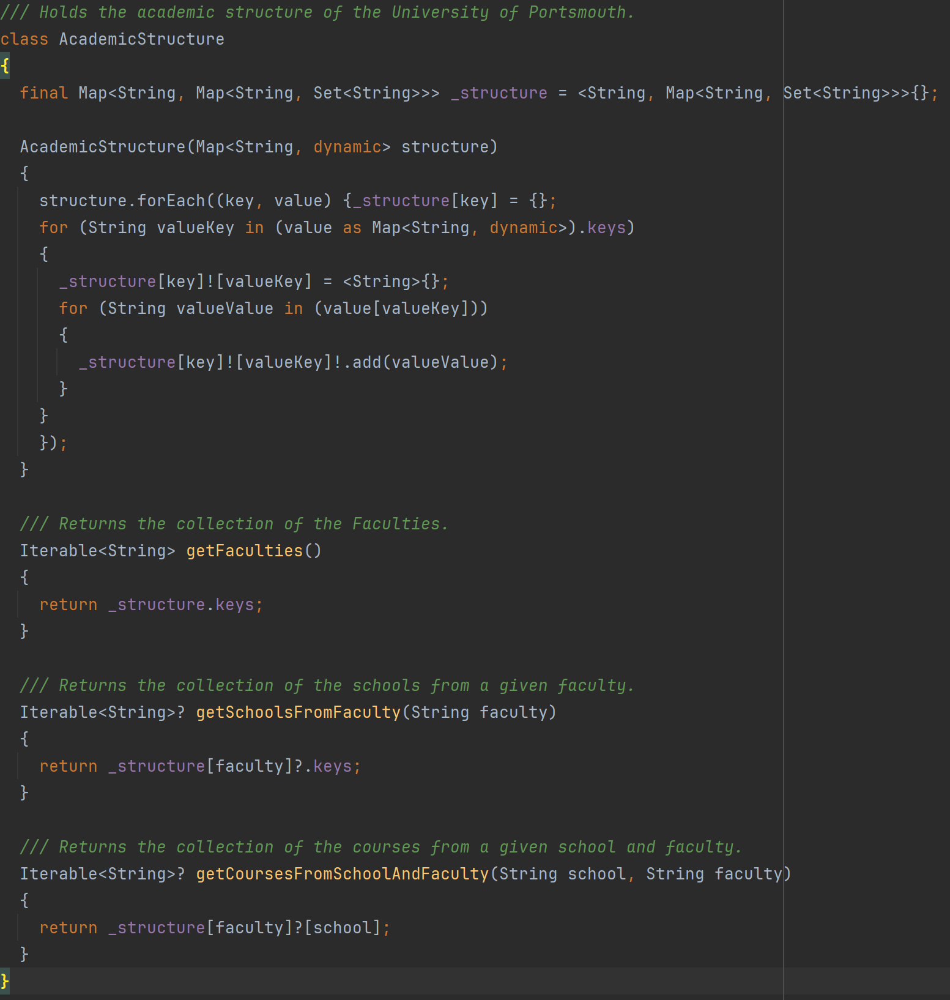 /// Holds the academic structure of the University of Portsmouth.
class AcademicStructure
{
  final Map<String, Map<String, Set<String>>> _structure = <String, Map<String, Set<String>>>{};

  AcademicStructure(Map<String, dynamic> structure)
  {
    structure.forEach((key, value) {_structure[key] = {};
    for (String valueKey in (value as Map<String, dynamic>).keys)
    {
      _structure[key]![valueKey] = <String>{};
      for (String valueValue in (value[valueKey]))
      {
        _structure[key]![valueKey]!.add(valueValue);
      }
    }
    });
  }

  /// Returns the collection of the Faculties.
  Iterable<String> getFaculties()
  {
    return _structure.keys;
  }

  /// Returns the collection of the schools from a given faculty.
  Iterable<String>? getSchoolsFromFaculty(String faculty)
  {
    return _structure[faculty]?.keys;
  }

  /// Returns the collection of the courses from a given school and faculty.
  Iterable<String>? getCoursesFromSchoolAndFaculty(String school, String faculty)
  {
    return _structure[faculty]?[school];
  }
}